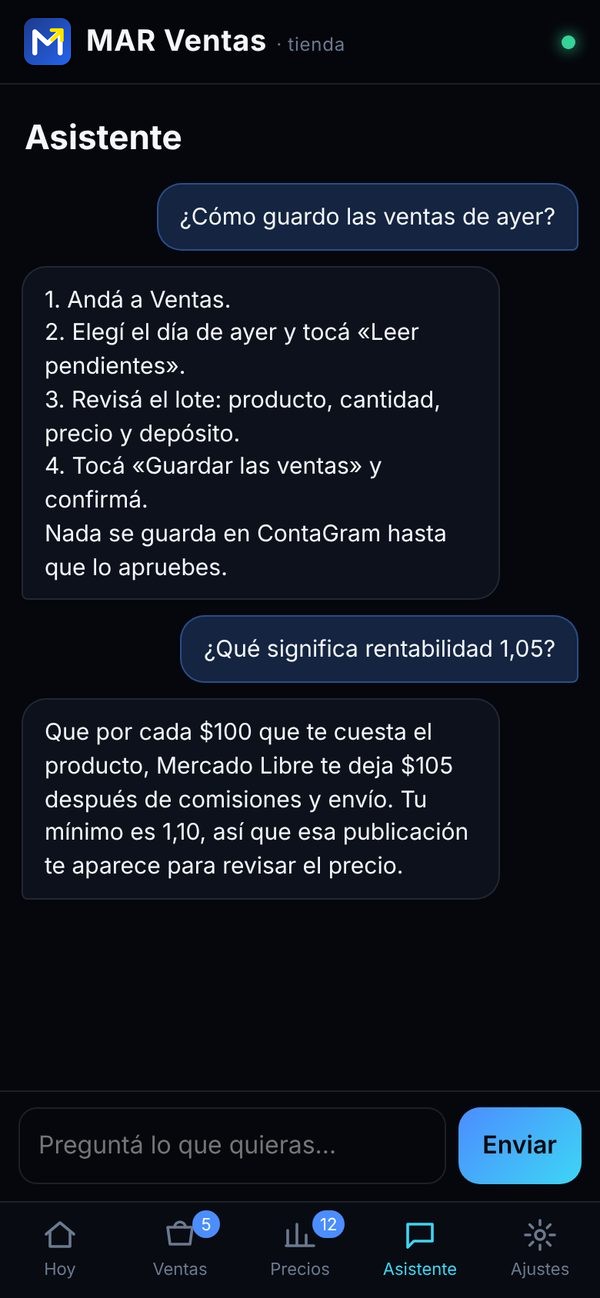 MAR Ventas · tienda
Asistente
¿Cómo guardo las ventas de ayer?
1. Andá a Ventas.
2. Elegí el día de ayer y tocá «Leer
pendientes».
3. Revisá el lote: producto, cantidad,
precio y depósito.
4. Tocá «Guardar las ventas» y
confirmá.
Nada se guarda en ContaGram hasta
que lo apruebes.
¿Qué significa rentabilidad 1,05?
Que por cada $100 que te cuesta el
producto, Mercado Libre te deja $105
después de comisiones y envío. Tu
mínimo es 1,10, así que esa publicación
te aparece para revisar el precio.
Preguntá lo que quieras...
Enviar
5
12
Hoy
Ventas
Precios
Asistente
Ajustes